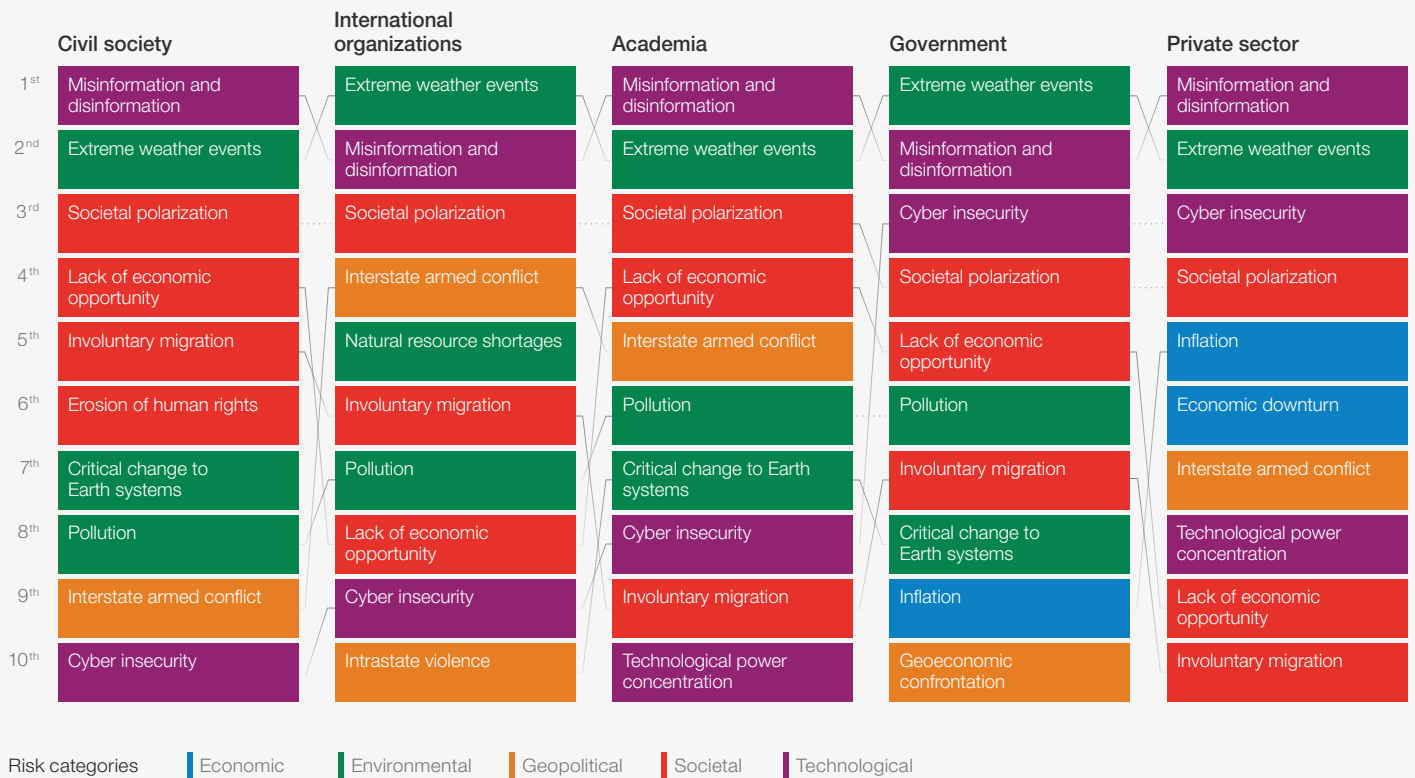 Civil society
International
organizations
Academia
Government
Private sector
1st
Misinformation and
disinformation
Extreme weather events
Misinformation and
disinformation
Extreme weather events
Misinformation and
disinformation
2nd
Extreme weather events
Misinformation and
disinformation
Extreme weather events
Misinformation and
disinformation
Extreme weather events
3rd
Societal polarization
Societal polarization
Societal polarization
Cyber insecurity
Cyber insecurity
4th
Lack of economic
opportunity
Interstate armed conflict
Lack of economic
opportunity
Societal polarization
Societal polarization
5th
Involuntary migration
Natural resource shortages
Interstate armed conflict
Lack of economic
opportunity
Inflation
6th
Erosion of human rights
Involuntary migration
Pollution
Pollution
Economic downturn
7th
Critical change to
Earth systems
Pollution
Critical change to Earth
systems
Involuntary migration
Interstate armed conflict
8th
Pollution
Lack of economic
opportunity
Cyber insecurity
Critical change to
Earth systems
Technological power
concentration
9th
Interstate armed conflict
Cyber insecurity
Involuntary migration
Inflation
Lack of economic
opportunity
10th
Cyber insecurity
Intrastate violence
Technological power
concentration
Geoeconomic
confrontation
Involuntary migration
Risk categories
Economic
Environmental
Geopolitical
Societal
Technological